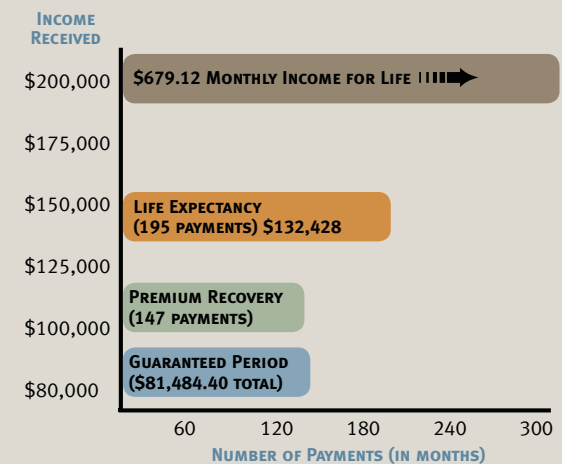 INCOME
RECEIVED
$200,000
$679.12 MONTHLY INCOME FOR LIFE
$175,000
$150,000
LIFE EXPECTANCY
(195 PAYMENTS) $132,428
$125,000
PREMIUM RECOVERY
(147 PAYMENTS)
$100,000
GUARANTEED PERIOD
($81,484.40 TOTAL)
$80,000
60 120 180 240 300
NUMBER OF PAYMENTS (IN MONTHS)